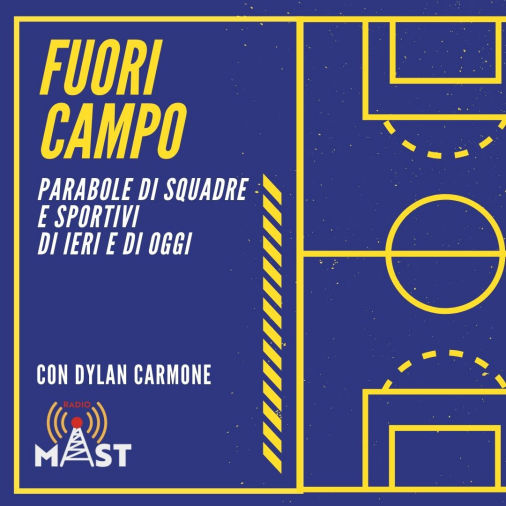 FUORI
CAMPO
PARABOLE DI SQUADRE
E SPORTIVI
DI IERI E DI OGGI
CON DYLAN CARMONE
RADIO
MAST